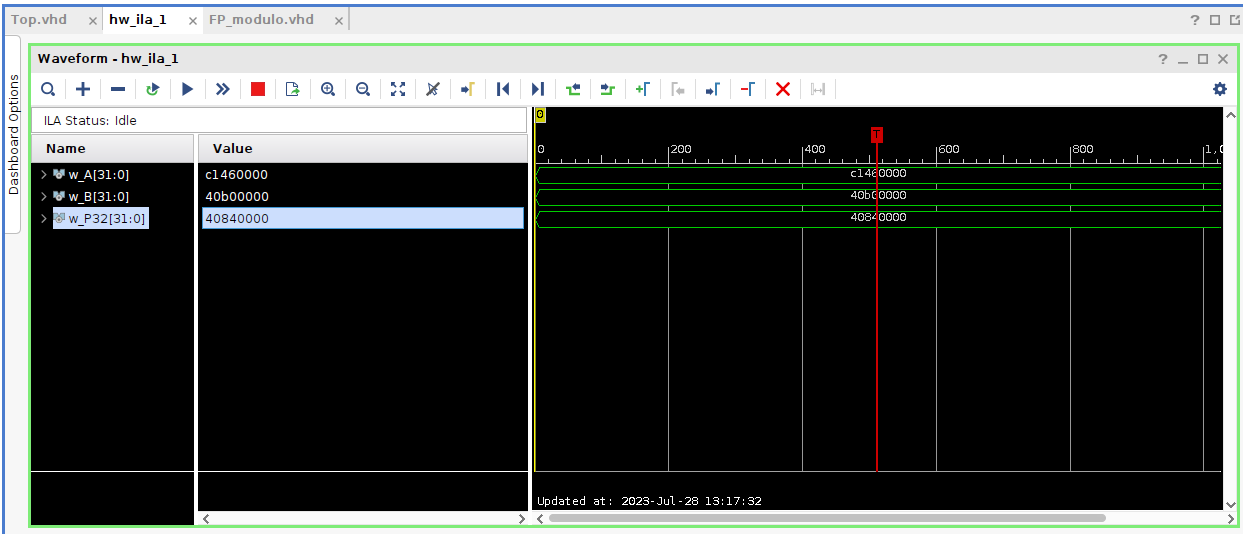 Top.vhd × hw_ila_1 × FP_modulo.vhd × ?
Dashboard Options
Waveform - hw_ila_1 ?
ILA Status: Idle
Name Value
w_A[31:0] c1460000
w_B[31:0] 40b00000
w_P32[31:0] 40840000
0
T
0 200 400 600 800 1,0
c1460000
40b00000
40840000
Updated at: 2023-Jul-28 13:17:32